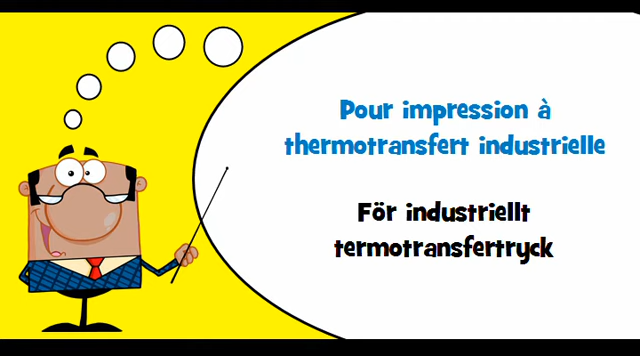 Pour impression à
thermotransfert industrielle
För industriellt
termotransfertryck